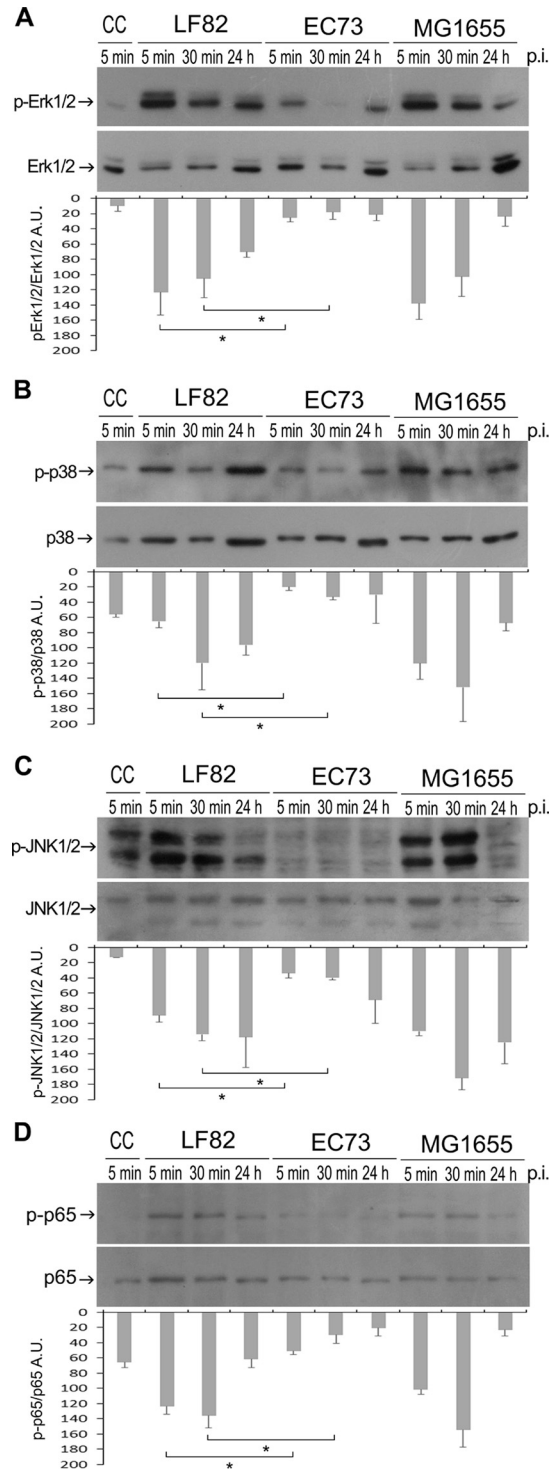 A
CC LF82 EC73 MG1655
5 min 5 min 30 min 24 h 5 min 30 min 24 h 5 min 30 min 24 h p.i.
p-Erk1/2→
Erk1/2→
pErk1/2/Erk1/2 A.U.
0
20
40
60
80
100
120
140
160
180
200
*
*
B
CC LF82 EC73 MG1655
5 min 5 min 30 min 24 h 5 min 30 min 24 h 5 min 30 min 24 h p.i.
p-p38→
p38→
p-p38/p38 A.U.
0
20
40
60
80
100
120
140
160
180
200
*
*
C
CC LF82 EC73 MG1655
5 min 5 min 30 min 24 h 5 min 30 min 24 h 5 min 30 min 24 h p.i.
p-JNK1/2→
JNK1/2→
p-JNK1/2/JNK1/2 A.U.
0
20
40
60
80
100
120
140
160
180
200
*
*
D
CC LF82 EC73 MG1655
5 min 5 min 30 min 24 h 5 min 30 min 24 h 5 min 30 min 24 h p.i.
p-p65→
p65→
p-p65/p65 A.U.
0
20
40
60
80
100
120
140
160
180
200
*
*